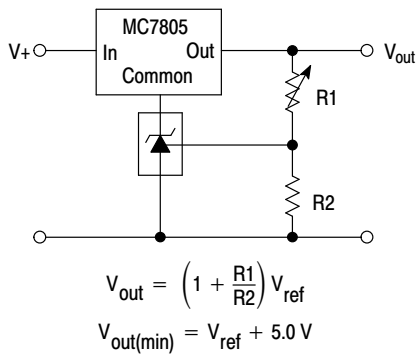 MC7805
V+ In Out Vout
Common
R1
R2
Vout = (1 + R1/R2) Vref
Vout(min) = Vref + 5.0 V